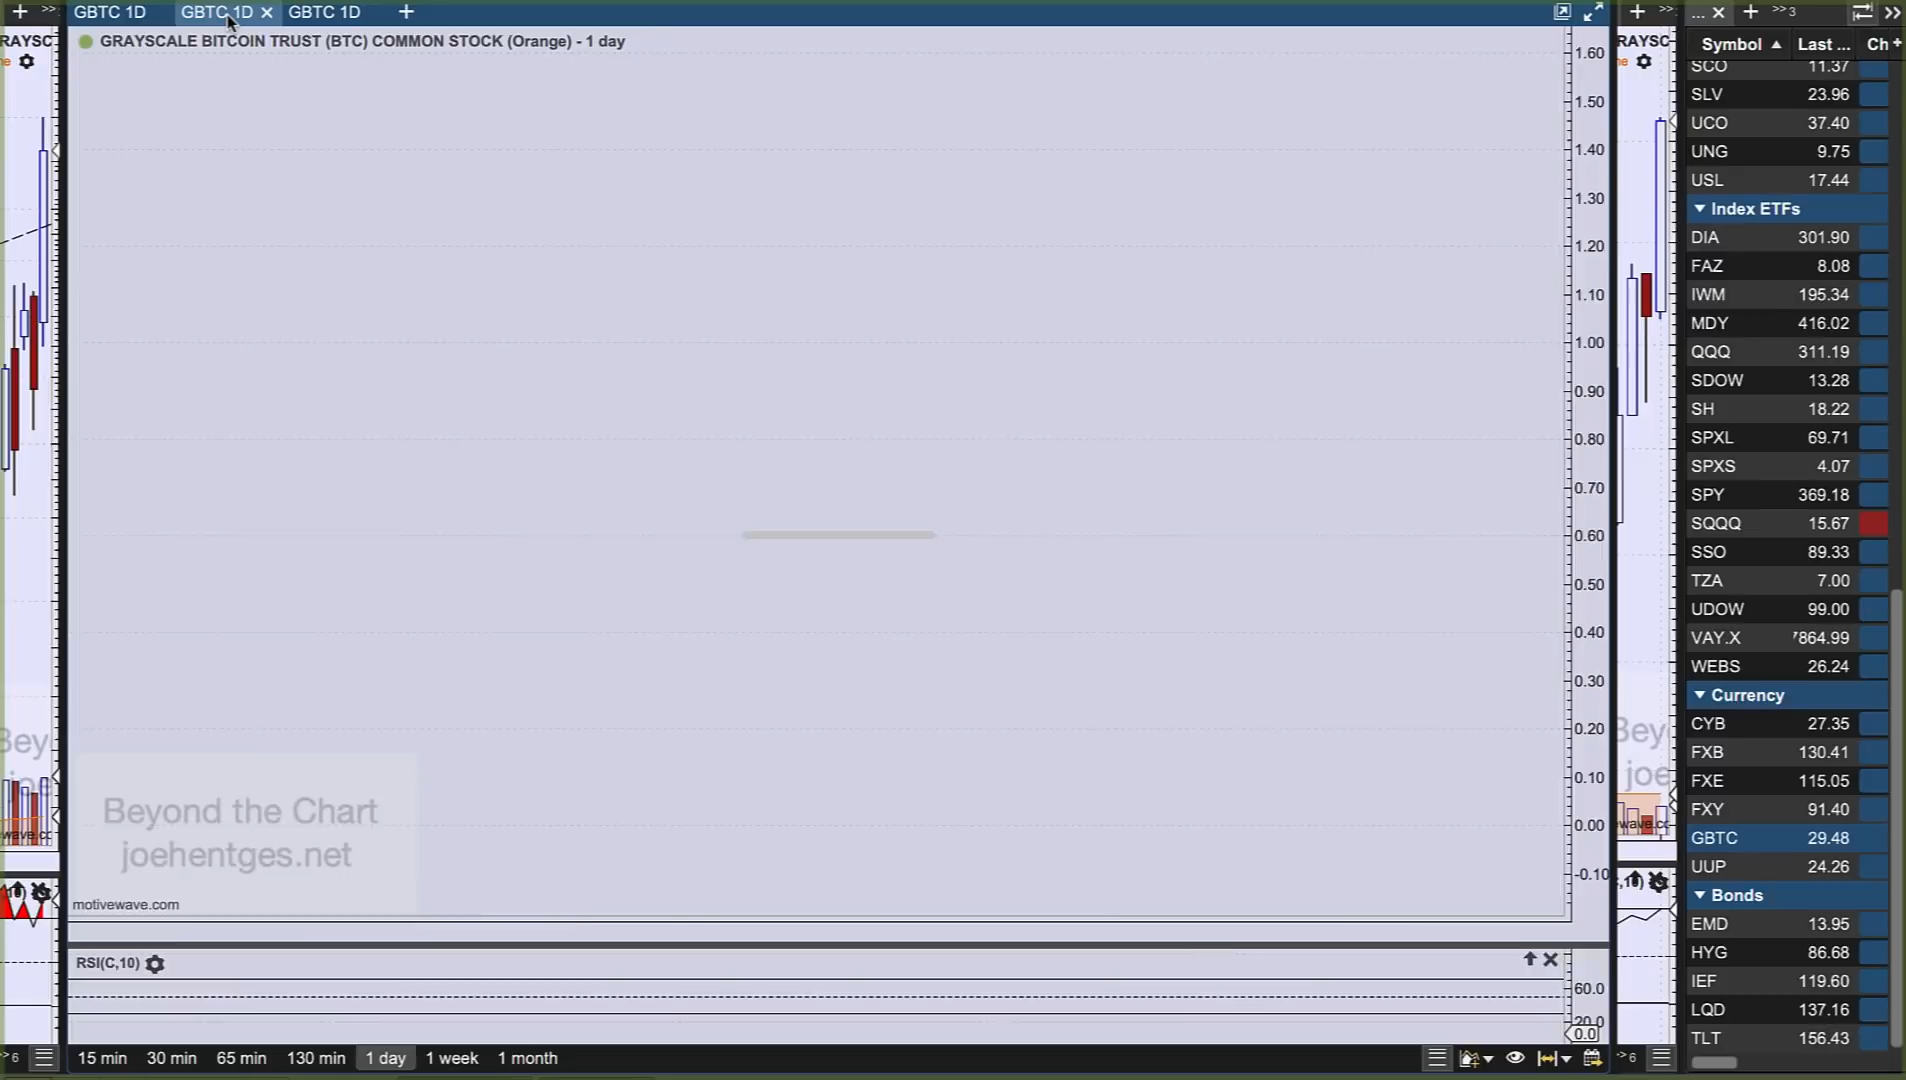 GBTC 1D
GBTC 1D
GBTC 1D
GRAYSCALE BITCOIN TRUST (BTC) COMMON STOCK (Orange) - 1 day
1.60
1.50
1.40
1.30
1.20
1.10
1.00
0.90
0.80
0.70
0.60
0.50
0.40
0.30
0.20
0.10
0.00
-0.10
Beyond the Chart
joehentges.net
motivewave.com
RSI(C,10)
60.0
20.0
0.0
15 min 30 min 65 min 130 min 1 day 1 week 1 month
Symbol Last ... Ch
SCO 11.37
SLV 23.96
UCO 37.40
UNG 9.75
USL 17.44
Index ETFs
DIA 301.90
FAZ 8.08
IWM 195.34
MDY 416.02
QQQ 311.19
SDOW 13.28
SH 18.22
SPXL 69.71
SPXS 4.07
SPY 369.18
SQQQ 15.67
SSO 89.33
TZA 7.00
UDOW 99.00
VAY.X 7864.99
WEBS 26.24
Currency
CYB 27.35
FXB 130.41
FXE 115.05
FXY 91.40
GBTC 29.48
UUP 24.26
Bonds
EMD 13.95
HYG 86.68
IEF 119.60
LQD 137.16
TLT 156.43